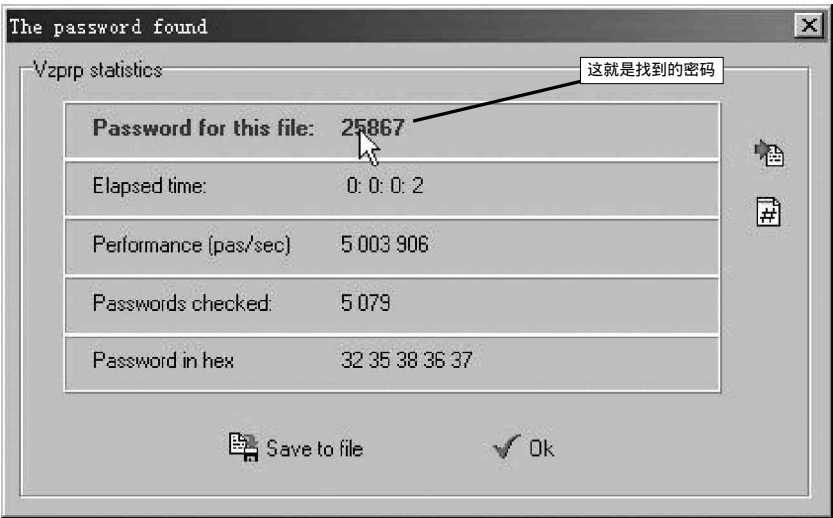 The password found
Vzprp statistics
这就是找到的密码
Password for this file: 25867
Elapsed time: 0: 0: 0: 2
Performance (pas/sec) 5 003 906
Passwords checked: 5 079
Password in hex 32 35 38 36 37
Save to file Ok